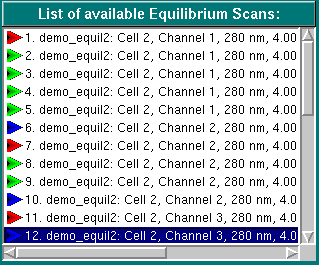 List of available Equilibrium Scans:
1. demo_equil2: Cell 2, Channel 1, 280 nm, 4.00
2. demo_equil2: Cell 2, Channel 1, 280 nm, 4.00
3. demo_equil2: Cell 2, Channel 1, 280 nm, 4.00
4. demo_equil2: Cell 2, Channel 1, 280 nm, 4.00
5. demo_equil2: Cell 2, Channel 1, 280 nm, 4.00
6. demo_equil2: Cell 2, Channel 2, 280 nm, 4.00
7. demo_equil2: Cell 2, Channel 2, 280 nm, 4.00
8. demo_equil2: Cell 2, Channel 2, 280 nm, 4.00
9. demo_equil2: Cell 2, Channel 2, 280 nm, 4.00
10. demo_equil2: Cell 2, Channel 2, 280 nm, 4.0
11. demo_equil2: Cell 2, Channel 3, 280 nm, 4.0
12. demo_equil2: Cell 2, Channel 3, 280 nm, 4.0